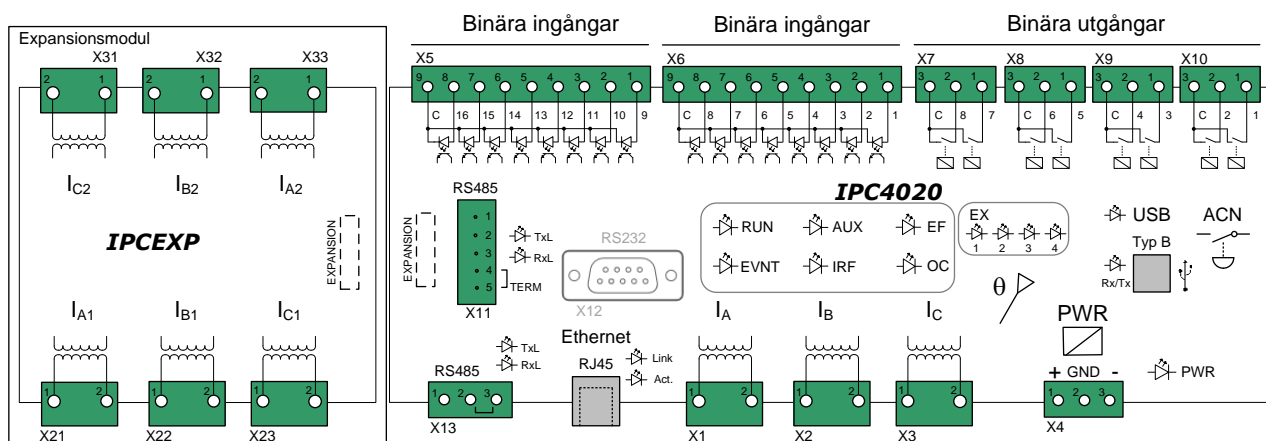 Expansionsmodul
X31 X32 X33
2 1 2 1 2 1
IC2 IB2 IA2
IPCEXP
EXPANSION
IA1 IB1 IC1
1 2 1 2 1 2
X21 X22 X23
Binära ingångar Binära ingångar Binära utgångar
X5 X6 X7 X8 X9 X10
9 8 7 6 5 4 3 2 1 9 8 7 6 5 4 3 2 1 3 2 1 3 2 1 3 2 1 3 2 1
C 16 15 14 13 12 11 10 9 C 8 7 6 5 4 3 2 1 C 8 7 C 6 5 C 4 3 C 2 1
IPC4020
EXPANSION
RS485
1
2
3
4
5
TxL
RxL
TERM
X11
RS232
X12
RUN AUX EF
EVNT IRF OC
EX
1 2 3 4
θ
USB
Typ B
Rx/Tx
ACN
TxL
RxL
RS485
1 2 3
X13
Ethernet
RJ45
Link
Act.
IA IB IC
1 2 1 2 1 2
X1 X2 X3
PWR
+ GND -
1 2 3
X4
PWR